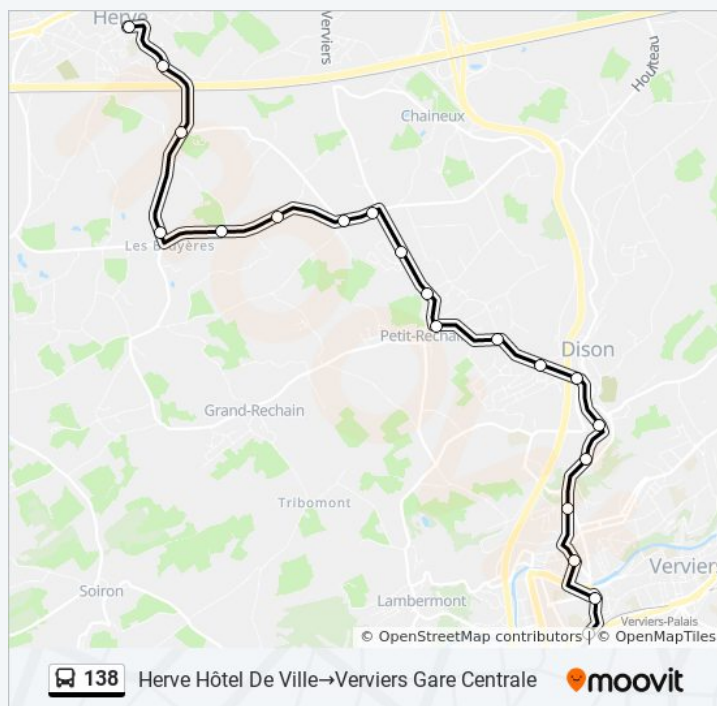 Herve
Verviers
Houtteau
Chaineux
Les Bruyères
Petit-Rechain
Dison
Grand-Rechain
Tribomont
Soiron
Lambermont
Verviers
Verviers-Palais
© OpenStreetMap contributors | © OpenMapTiles
138 Herve Hôtel De Ville→Verviers Gare Centrale moovit